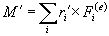 M' = ∑ᵢ rᵢ' × Fᵢ⁽ᵉ⁾